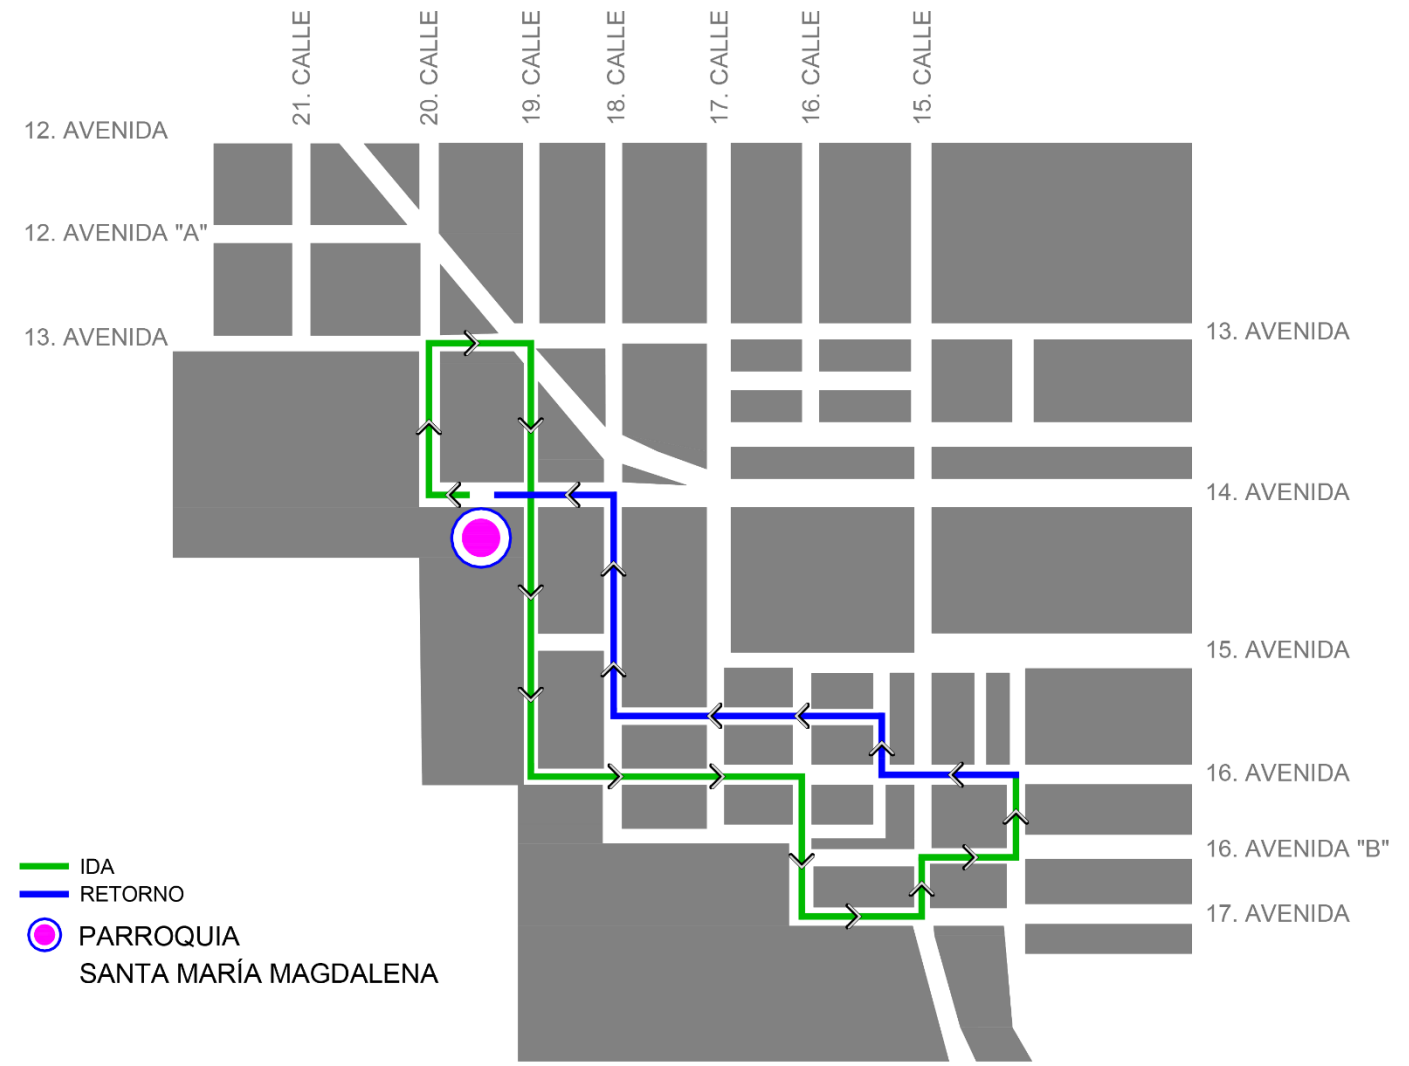 21. CALLE
20. CALLE
19. CALLE
18. CALLE
17. CALLE
16. CALLE
15. CALLE
12. AVENIDA
12. AVENIDA "A"
13. AVENIDA
13. AVENIDA
14. AVENIDA
15. AVENIDA
16. AVENIDA
16. AVENIDA "B"
17. AVENIDA
IDA
RETORNO
PARROQUIA
SANTA MARÍA MAGDALENA